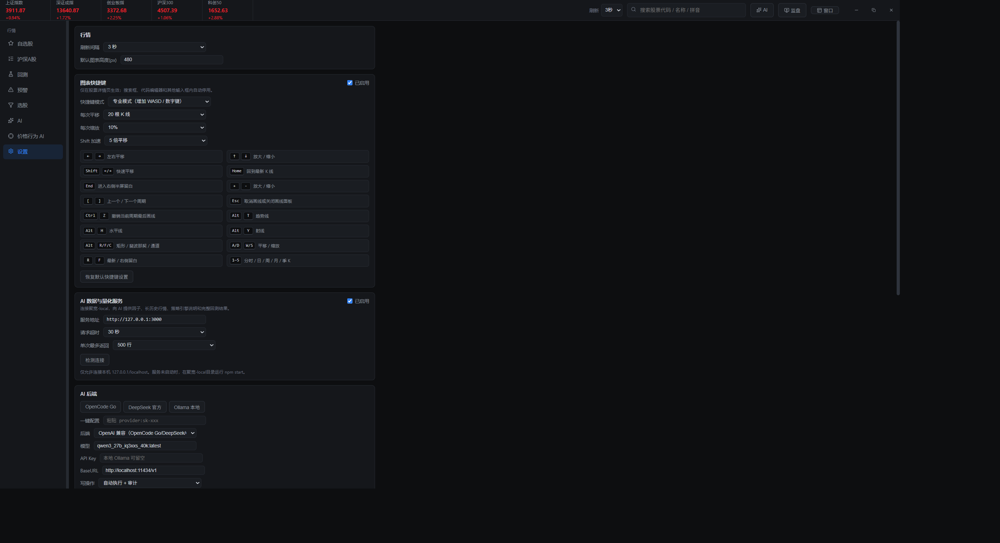 上证指数 深证成指 创业板指 沪深300 科创50
3911.87 13640.87 3372.68 4507.39 1652.63
+0.94% +1.72% +2.25% +1.06% +2.88%
刷新 3秒 搜索股票代码 / 名称 / 拼音 AI 监盘 窗口
行情
自选股
沪深A股
回测
预警
选股
AI
价格行为 AI
设置
行情
刷新间隔 3 秒
默认图表高度(px) 480
图表快捷键 已启用
仅在股票详情页生效；搜索框、代码编辑器和其他输入框内自动停用。
快捷键模式 专业模式（增加 WASD / 数字键）
每次平移 20 根 K 线
每次缩放 10%
Shift 加速 5 倍平移
← → 左右平移 ↑ ↓ 放大 / 缩小
Shift ←/→ 快速平移 Home 回到最新 K 线
End 进入右侧半屏留白 + - 放大 / 缩小
[ ] 上一个 / 下一个周期 Esc 取消画线或关闭画线面板
Ctrl Z 撤销当前周期最后画线 Alt T 趋势线
Alt H 水平线 Alt Y 射线
Alt R/F/C 矩形 / 斐波那契 / 通道 A/D W/S 平移 / 缩放
R F 最新 / 右侧留白 1–5 分时 / 日 / 周 / 月 / 季 K
恢复默认快捷键设置
AI 数据与量化服务 已启用
连接聚宽-local，向 AI 提供因子、长历史行情、策略引擎说明和完整回测结果。
服务地址 http://127.0.0.1:3000
请求超时 30 秒
单次最多返回 500 行
检测连接
仅允许连接本机 127.0.0.1/localhost。服务未启动时，在聚宽-local目录运行 npm start。
AI 后端
OpenCode Go DeepSeek 官方 Ollama 本地
一键配置 粘贴 provider:sk-xxx
后端 OpenAI 兼容（OpenCode Go/DeepSeek/
模型 qwen3_27b_iq3xxs_40k:latest
API Key 本地 Ollama 可留空
BaseURL http://localhost:11434/v1
写操作 自动执行 + 审计